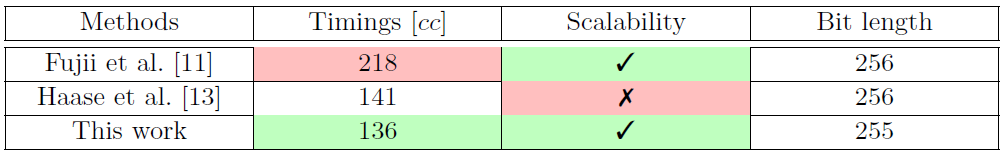 Methods Timings [cc] Scalability Bit length
Fujii et al. [11] 218 ✓ 256
Haase et al. [13] 141 ✗ 256
This work 136 ✓ 255